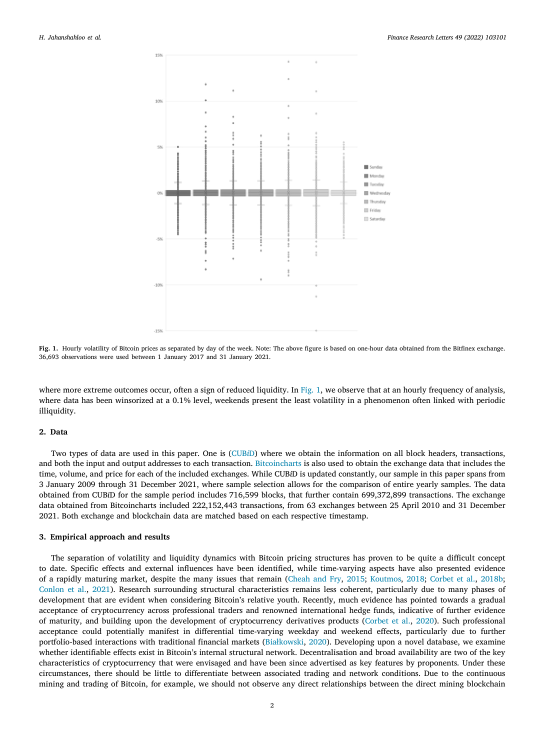 H. Jahanshahloo et al.
Finance Research Letters 49 (2022) 103101
15%
10%
5%
0%
-5%
-10%
-15%
Sunday
Monday
Tuesday
Wednesday
Thursday
Friday
Saturday
Fig. 1. Hourly volatility of Bitcoin prices as separated by day of the week. Note: The above figure is based on one-hour data obtained from the Bitfinex exchange.
36,693 observations were used between 1 January 2017 and 31 January 2021.
where more extreme outcomes occur, often a sign of reduced liquidity. In Fig. 1, we observe that at an hourly frequency of analysis,
where data has been winsorized at a 0.1% level, weekends present the least volatility in a phenomenon often linked with periodic
illiquidity.
2. Data
Two types of data are used in this paper. One is (CUBiD) where we obtain the information on all block headers, transactions,
and both the input and output addresses to each transaction. Bitcoincharts is also used to obtain the exchange data that includes the
time, volume, and price for each of the included exchanges. While CUBiD is updated constantly, our sample in this paper spans from
3 January 2009 through 31 December 2021, where sample selection allows for the comparison of entire yearly samples. The data
obtained from CUBiD for the sample period includes 716,599 blocks, that further contain 699,372,899 transactions. The exchange
data obtained from Bitcoincharts included 222,152,443 transactions, from 63 exchanges between 25 April 2010 and 31 December
2021. Both exchange and blockchain data are matched based on each respective timestamp.
3. Empirical approach and results
The separation of volatility and liquidity dynamics with Bitcoin pricing structures has proven to be quite a difficult concept
to date. Specific effects and external influences have been identified, while time-varying aspects have also presented evidence
of a rapidly maturing market, despite the many issues that remain (Cheah and Fry, 2015; Koutmos, 2018; Corbet et al., 2018b;
Conlon et al., 2021). Research surrounding structural characteristics remains less coherent, particularly due to many phases of
development that are evident when considering Bitcoin's relative youth. Recently, much evidence has pointed towards a gradual
acceptance of cryptocurrency across professional traders and renowned international hedge funds, indicative of further evidence
of maturity, and building upon the development of cryptocurrency derivatives products (Corbet et al., 2020). Such professional
acceptance could potentially manifest in differential time-varying weekday and weekend effects, particularly due to further
portfolio-based interactions with traditional financial markets (Białkowski, 2020). Developing upon a novel database, we examine
whether identifiable effects exist in Bitcoin's internal structural network. Decentralisation and broad availability are two of the key
characteristics of cryptocurrency that were envisaged and have been since advertised as key features by proponents. Under these
circumstances, there should be little to differentiate between associated trading and network conditions. Due to the continuous
mining and trading of Bitcoin, for example, we should not observe any direct relationships between the direct mining blockchain
2